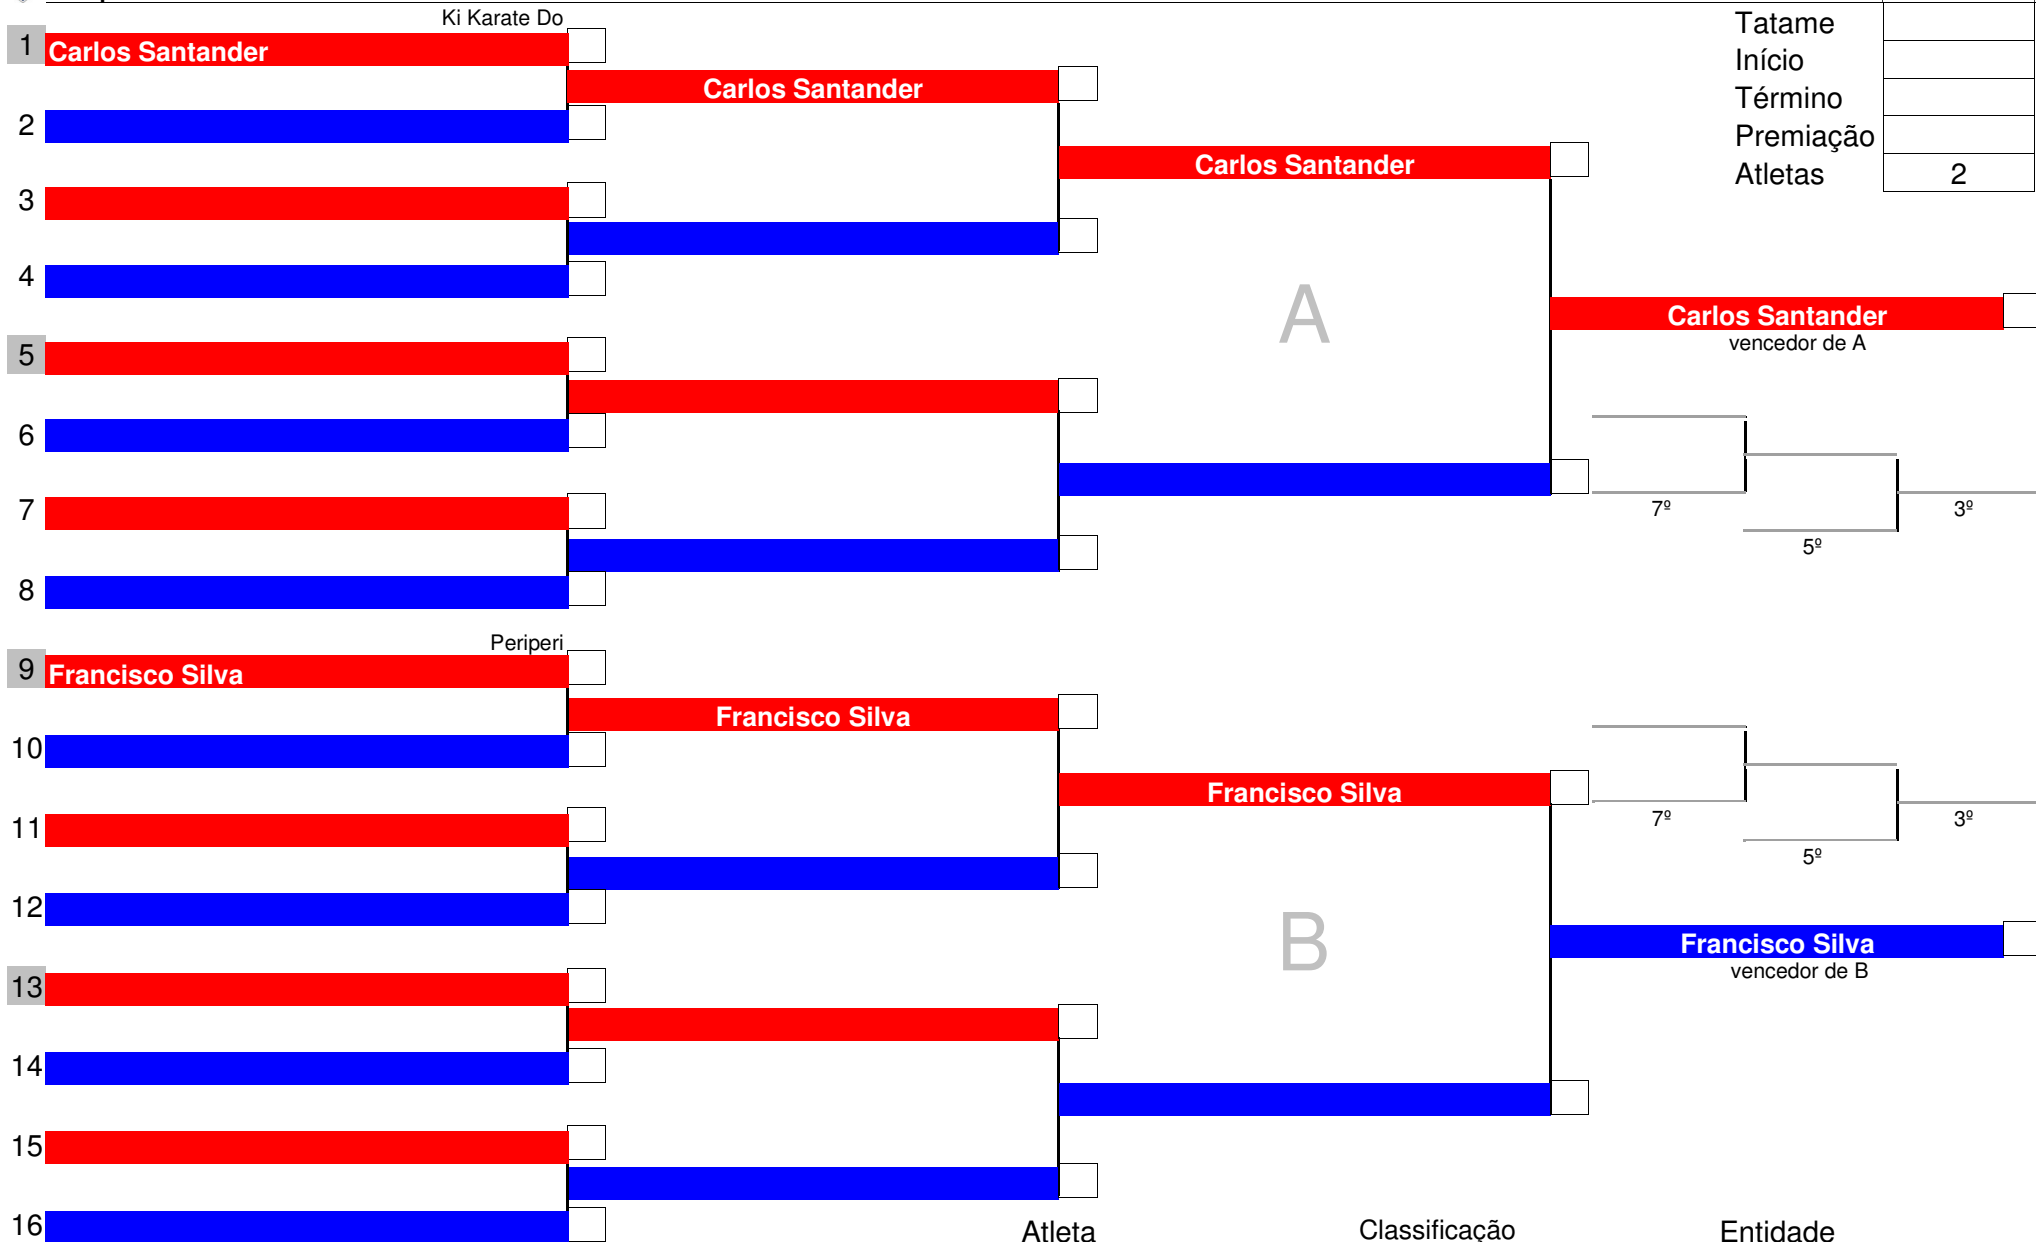 Ki Karate Do
Tatame
1 Carlos Santander
Início
Carlos Santander
Término
2
Premiação
Carlos Santander
Atletas 2
3
4
A
Carlos Santander
vencedor de A
5
6
7º 3º
7
5º
8
Periperi
9 Francisco Silva
Francisco Silva
10
Francisco Silva
7º 3º
11
5º
12
B
Francisco Silva
vencedor de B
13
14
15
16
Atleta Classificação Entidade